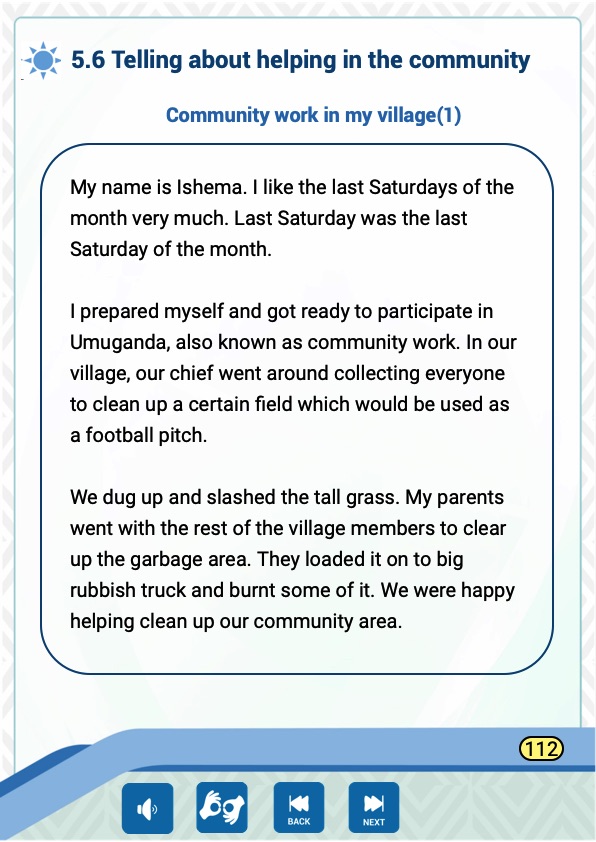 5.6 Telling about helping in the community
Community work in my village(1)
My name is Ishema. I like the last Saturdays of the
month very much. Last Saturday was the last
Saturday of the month.
I prepared myself and got ready to participate in
Umuganda, also known as community work. In our
village, our chief went around collecting everyone
to clean up a certain field which would be used as
a football pitch.
We dug up and slashed the tall grass. My parents
went with the rest of the village members to clear
up the garbage area. They loaded it on to big
rubbish truck and burnt some of it. We were happy
helping clean up our community area.
112
BACK
NEXT